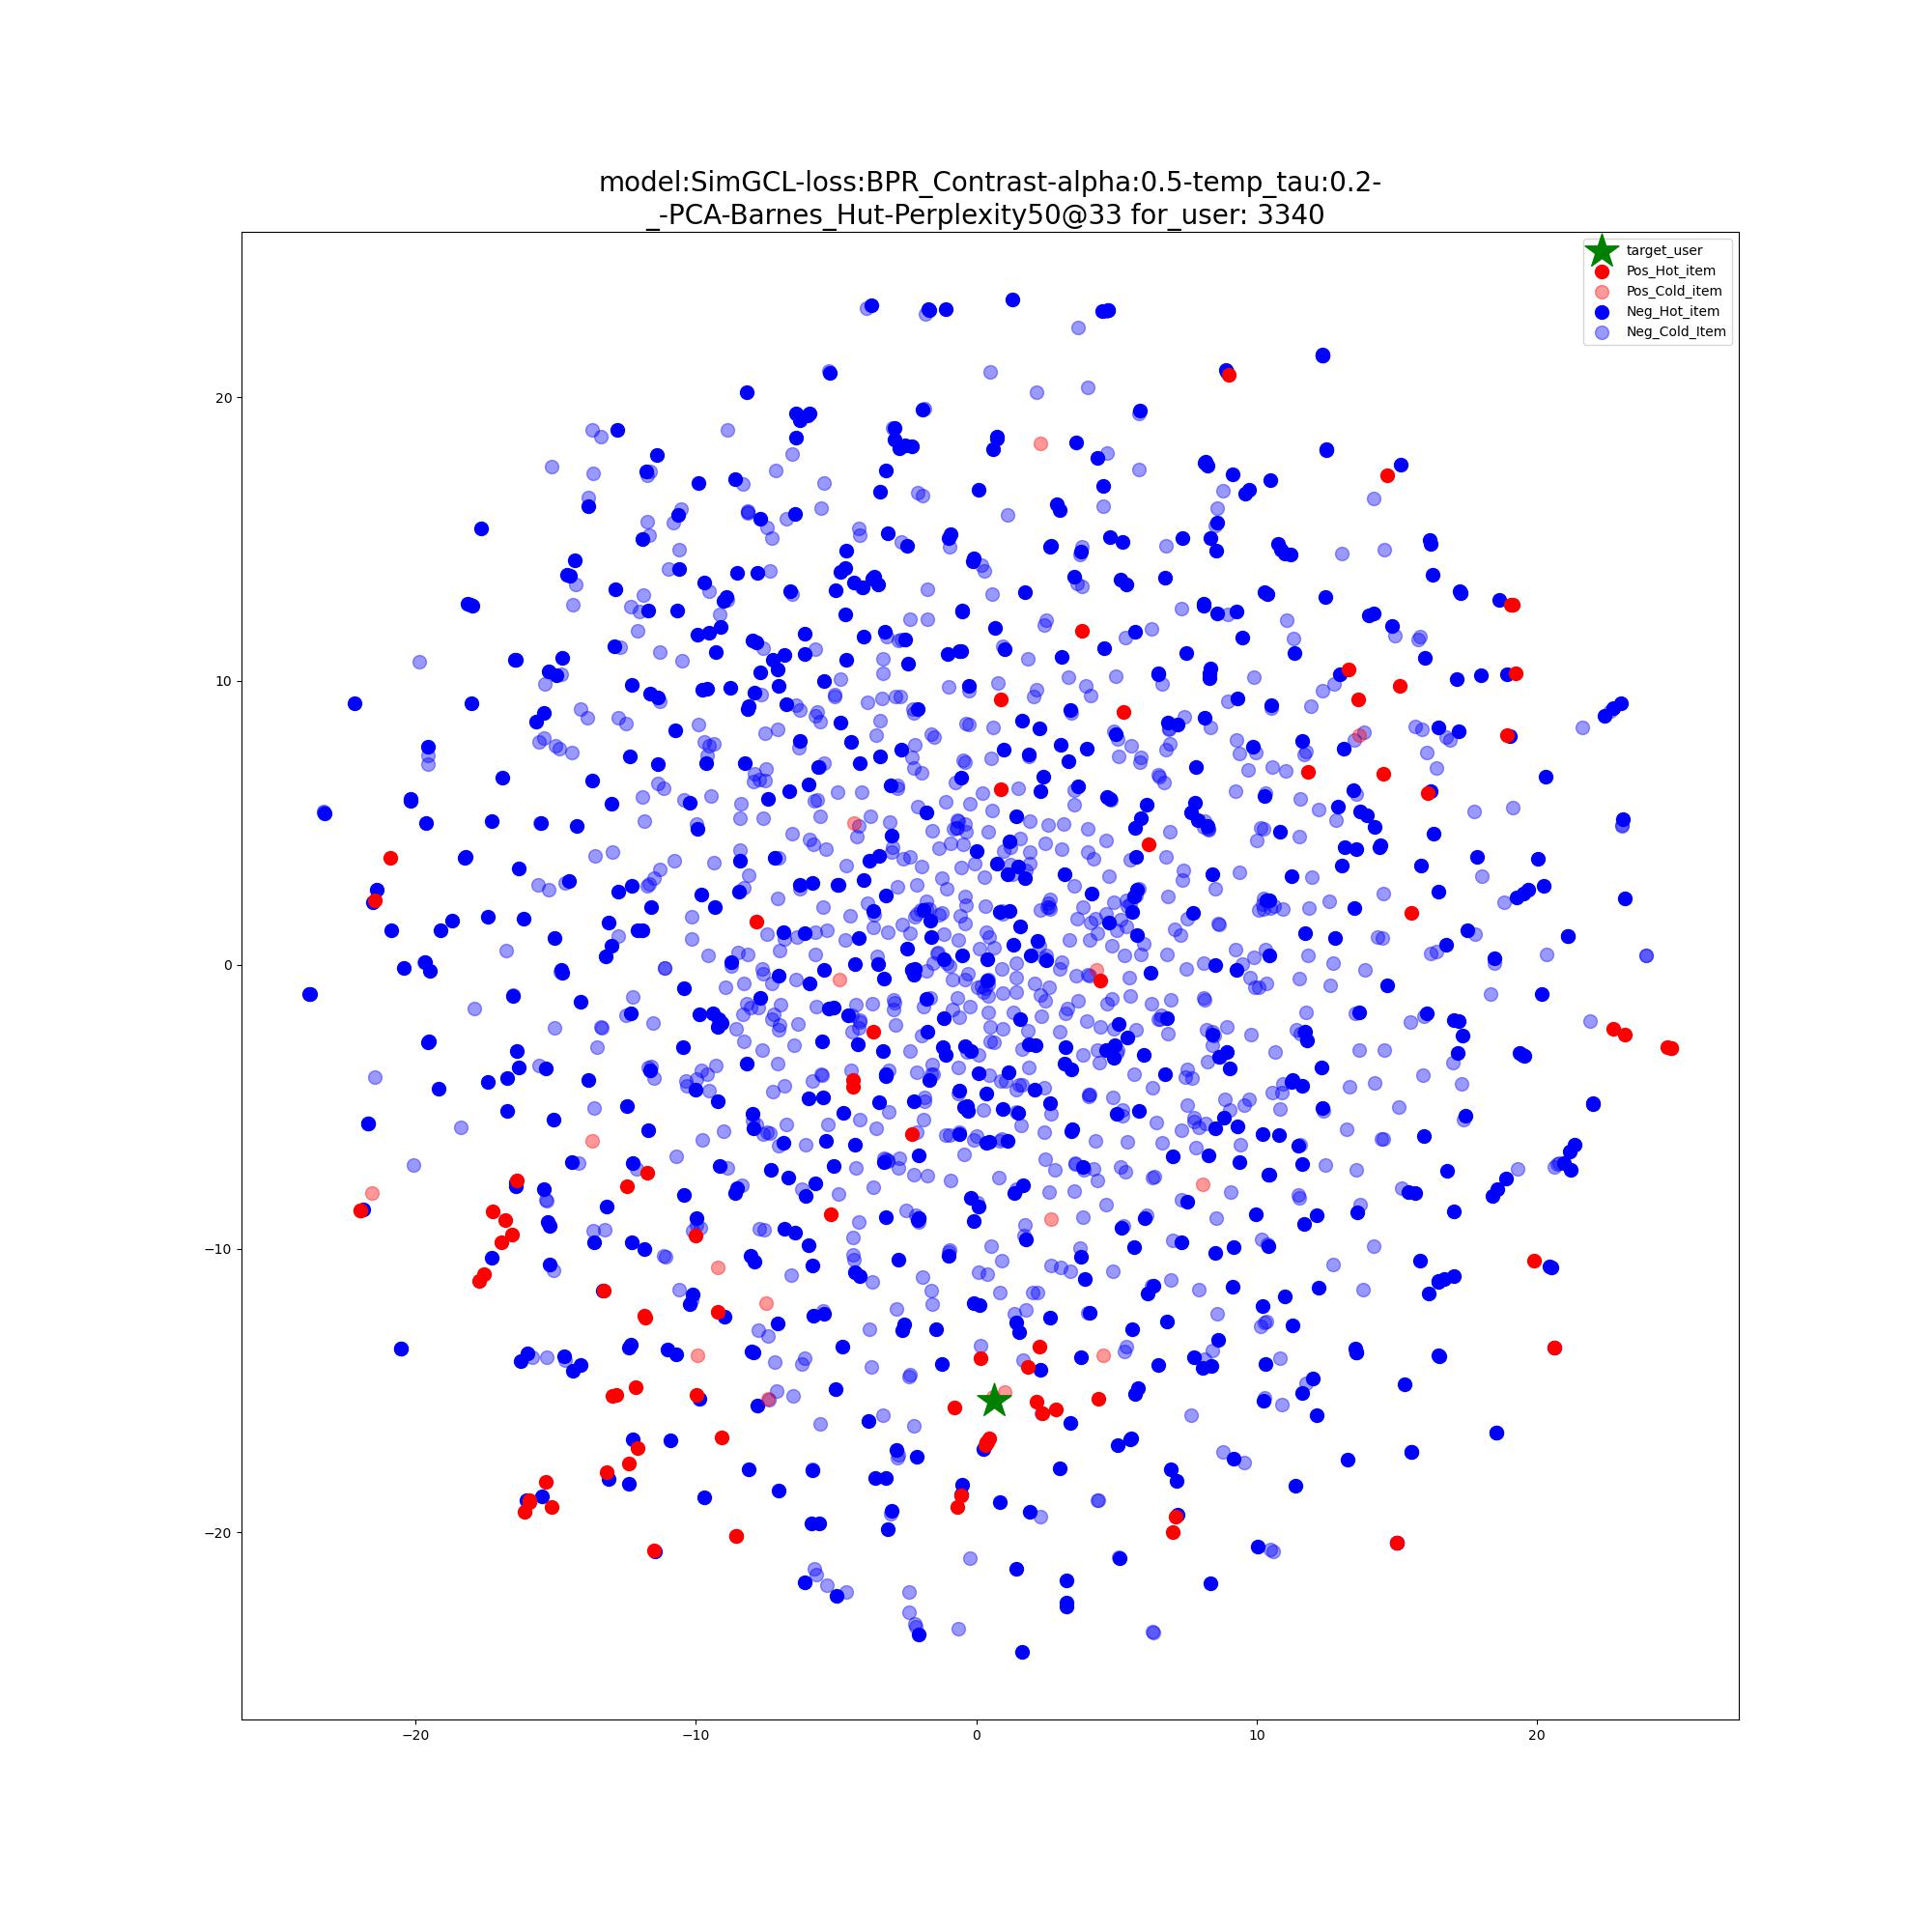 model:SimGCL-loss:BPR_Contrast-alpha:0.5-temp_tau:0.2-
_-PCA-Barnes_Hut-Perplexity50@33 for_user: 3340
target_user
Pos_Hot_item
Pos_Cold_item
Neg_Hot_item
Neg_Cold_Item
20
10
0
−10
−20
−20 −10 0 10 20